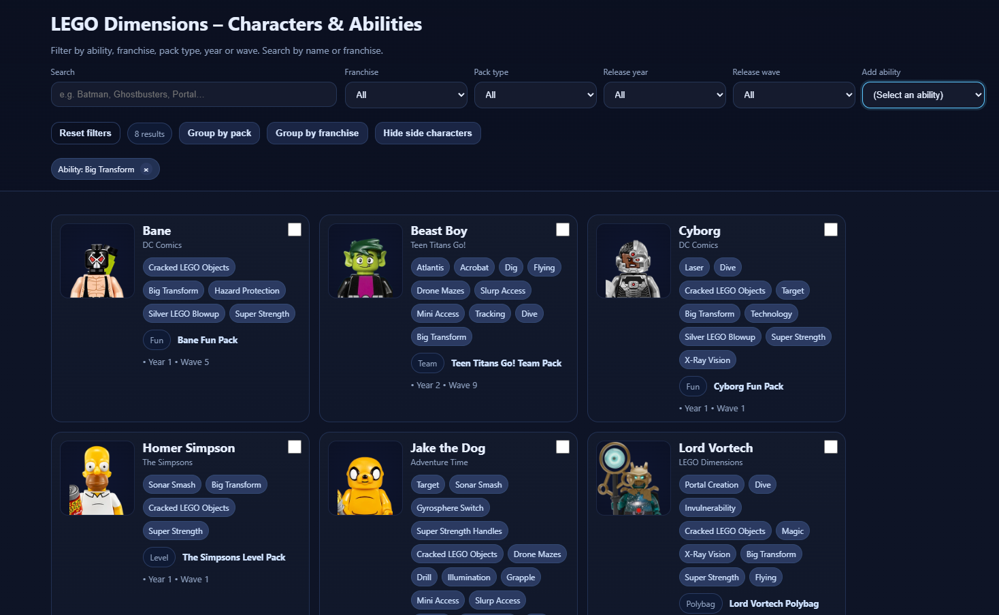 LEGO Dimensions – Characters & Abilities
Filter by ability, franchise, pack type, year or wave. Search by name or franchise.
Search
Franchise
Pack type
Release year
Release wave
Add ability
e.g. Batman, Ghostbusters, Portal...
All
All
All
All
(Select an ability)
Reset filters
8 results
Group by pack
Group by franchise
Hide side characters
Ability: Big Transform ×
Bane
DC Comics
Cracked LEGO Objects
Big Transform Hazard Protection
Silver LEGO Blowup Super Strength
Fun Bane Fun Pack
• Year 1 • Wave 5
Beast Boy
Teen Titans Go!
Atlantis Acrobat Dig Flying
Drone Mazes Slurp Access
Mini Access Tracking Dive
Big Transform
Team Teen Titans Go! Team Pack
• Year 2 • Wave 9
Cyborg
DC Comics
Laser Dive
Cracked LEGO Objects Target
Big Transform Technology
Silver LEGO Blowup Super Strength
X-Ray Vision
Fun Cyborg Fun Pack
• Year 1 • Wave 1
Homer Simpson
The Simpsons
Sonar Smash Big Transform
Cracked LEGO Objects
Super Strength
Level The Simpsons Level Pack
• Year 1 • Wave 1
Jake the Dog
Adventure Time
Target Sonar Smash
Gyrosphere Switch
Super Strength Handles
Cracked LEGO Objects Drone Mazes
Drill Illumination Grapple
Mini Access Slurp Access
Lord Vortech
LEGO Dimensions
Portal Creation Dive
Invulnerability
Cracked LEGO Objects Magic
X-Ray Vision Big Transform
Super Strength Flying
Polybag Lord Vortech Polybag